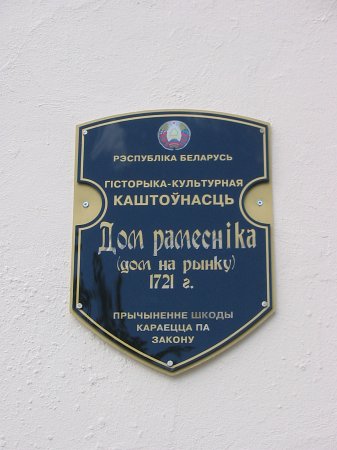 РЭСПУБЛІКА БЕЛАРУСЬ
ГІСТОРЫКА-КУЛЬТУРНАЯ
КАШТОЎНАСЦЬ
Дом рамесніка
(дом на рынку)
1721 г.
ПРЫЧЫНЕННЕ ШКОДЫ
КАРАЕЦЦА ПА
ЗАКОНУ